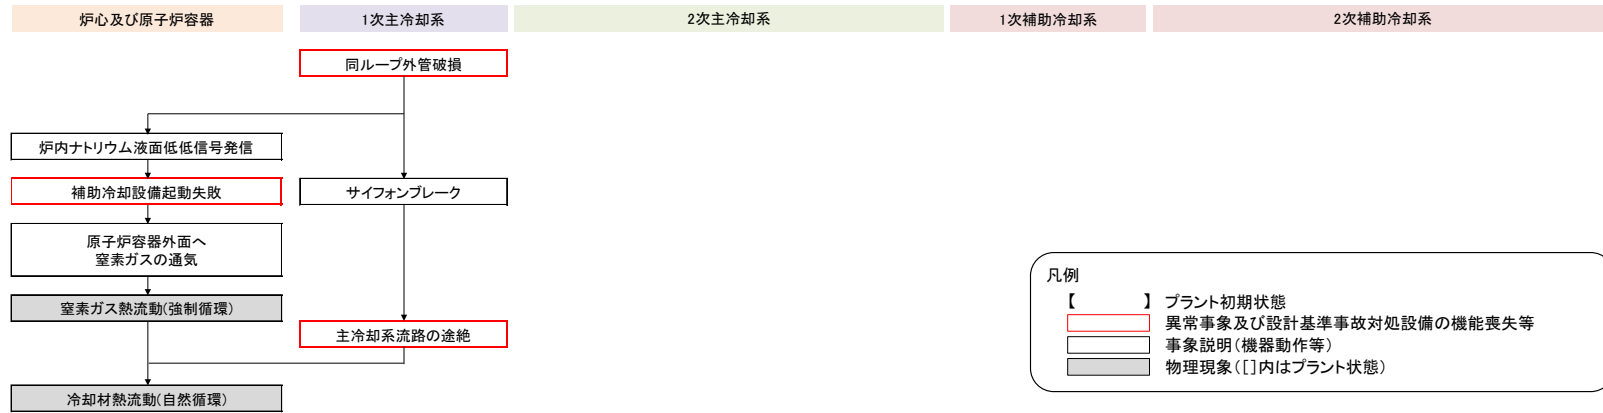 炉心及び原子炉容器
1次主冷却系
2次主冷却系
1次補助冷却系
2次補助冷却系
同ループ外管破損
炉内ナトリウム液面低低信号発信
補助冷却設備起動失敗
サイフォンブレーク
原子炉容器外面へ
窒素ガスの通気
窒素ガス熱流動(強制循環)
主冷却系流路の途絶
冷却材熱流動(自然循環)
凡例
【　　　　】 プラント初期状態
異常事象及び設計基準事故対処設備の機能喪失等
事象説明(機器動作等)
物理現象([]内はプラント状態)